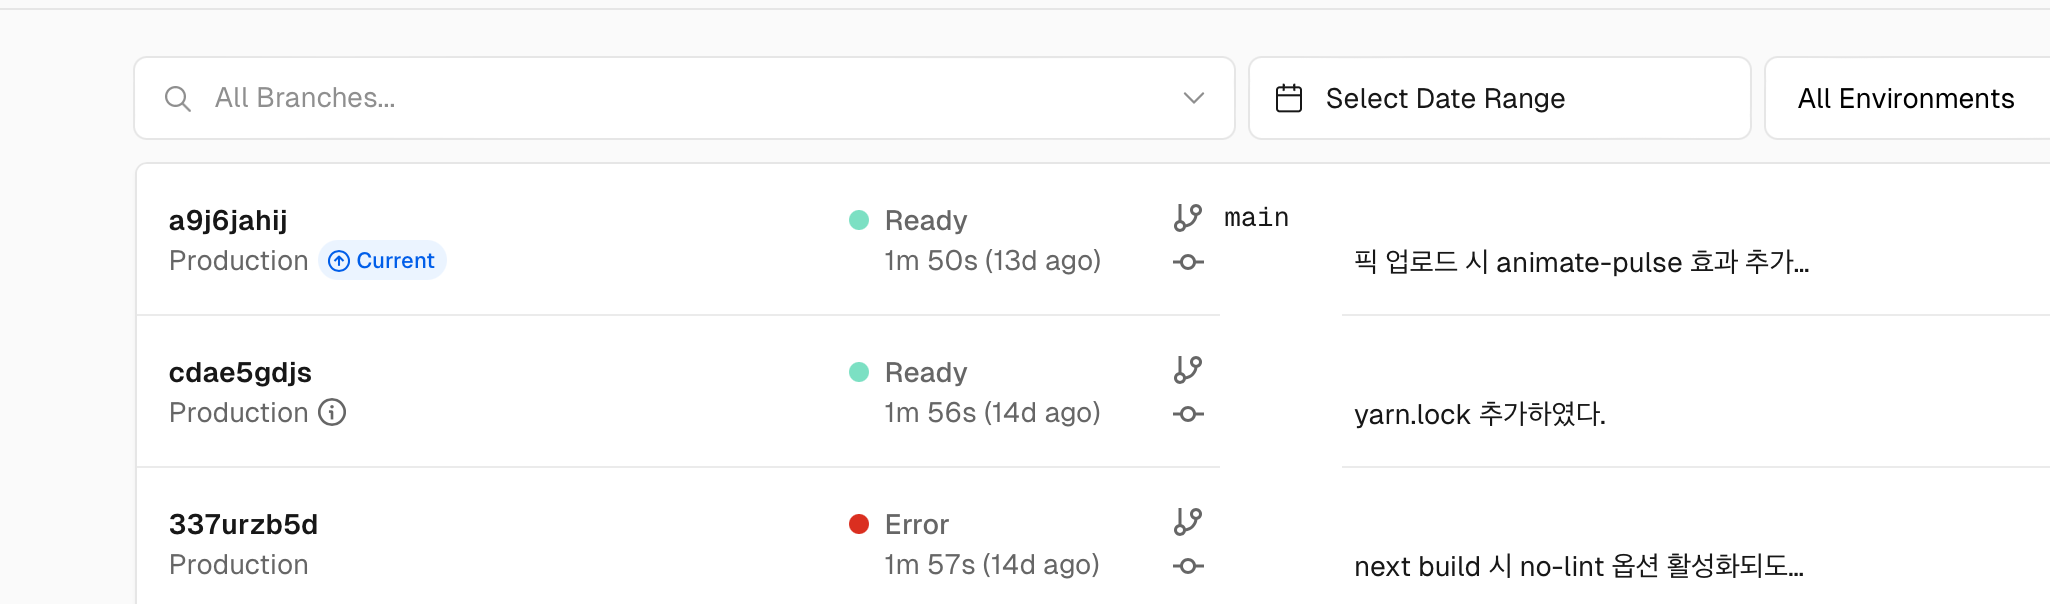 All Branches...
Select Date Range
All Environments
a9j6jahij
Production
Current
Ready
1m 50s (13d ago)
main
픽 업로드 시 animate-pulse 효과 추가...
cdae5gdjs
Production
Ready
1m 56s (14d ago)
yarn.lock 추가하였다.
337urzb5d
Production
Error
1m 57s (14d ago)
next build 시 no-lint 옵션 활성화되도...